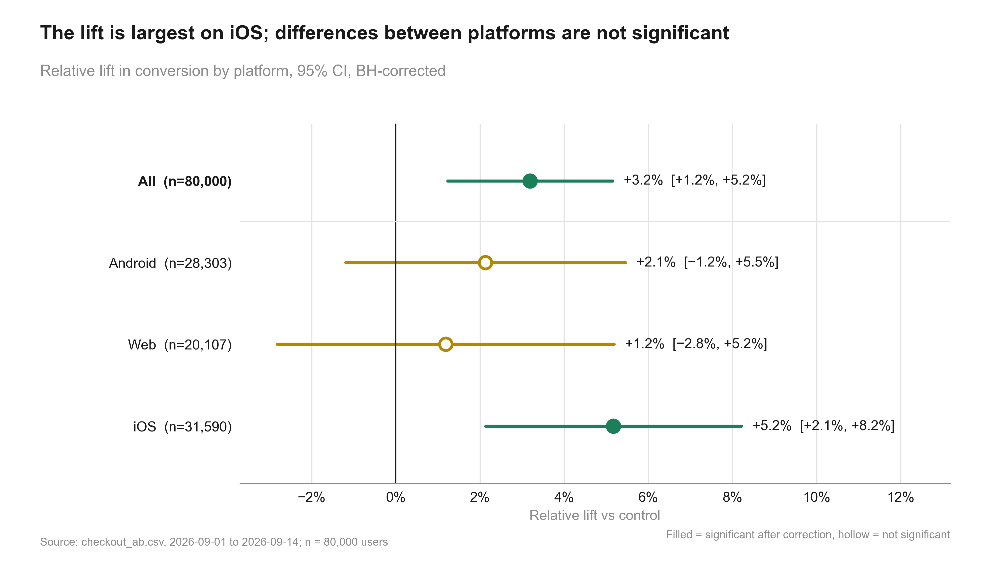 The lift is largest on iOS; differences between platforms are not significant
Relative lift in conversion by platform, 95% CI, BH-corrected
All (n=80,000)
+3.2% [+1.2%, +5.2%]
Android (n=28,303)
+2.1% [−1.2%, +5.5%]
Web (n=20,107)
+1.2% [−2.8%, +5.2%]
iOS (n=31,590)
+5.2% [+2.1%, +8.2%]
−2% 0% 2% 4% 6% 8% 10% 12%
Relative lift vs control
Filled = significant after correction, hollow = not significant
Source: checkout_ab.csv, 2026-09-01 to 2026-09-14; n = 80,000 users